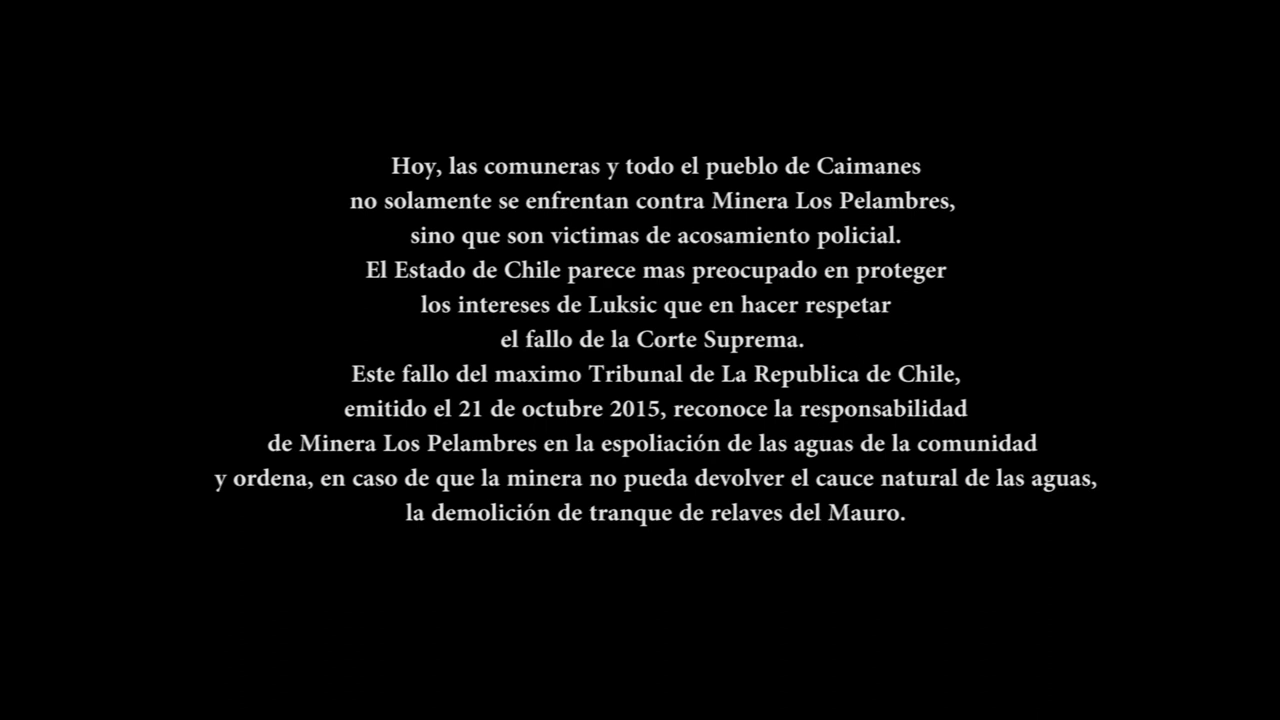 Hoy, las comuneras y todo el pueblo de Caimanes
no solamente se enfrentan contra Minera Los Pelambres,
sino que son victimas de acosamiento policial.
El Estado de Chile parece mas preocupado en proteger
los intereses de Luksic que en hacer respetar
el fallo de la Corte Suprema.
Este fallo del maximo Tribunal de La Republica de Chile,
emitido el 21 de octubre 2015, reconoce la responsabilidad
de Minera Los Pelambres en la espoliación de las aguas de la comunidad
y ordena, en caso de que la minera no pueda devolver el cauce natural de las aguas,
la demolición de tranque de relaves del Mauro.